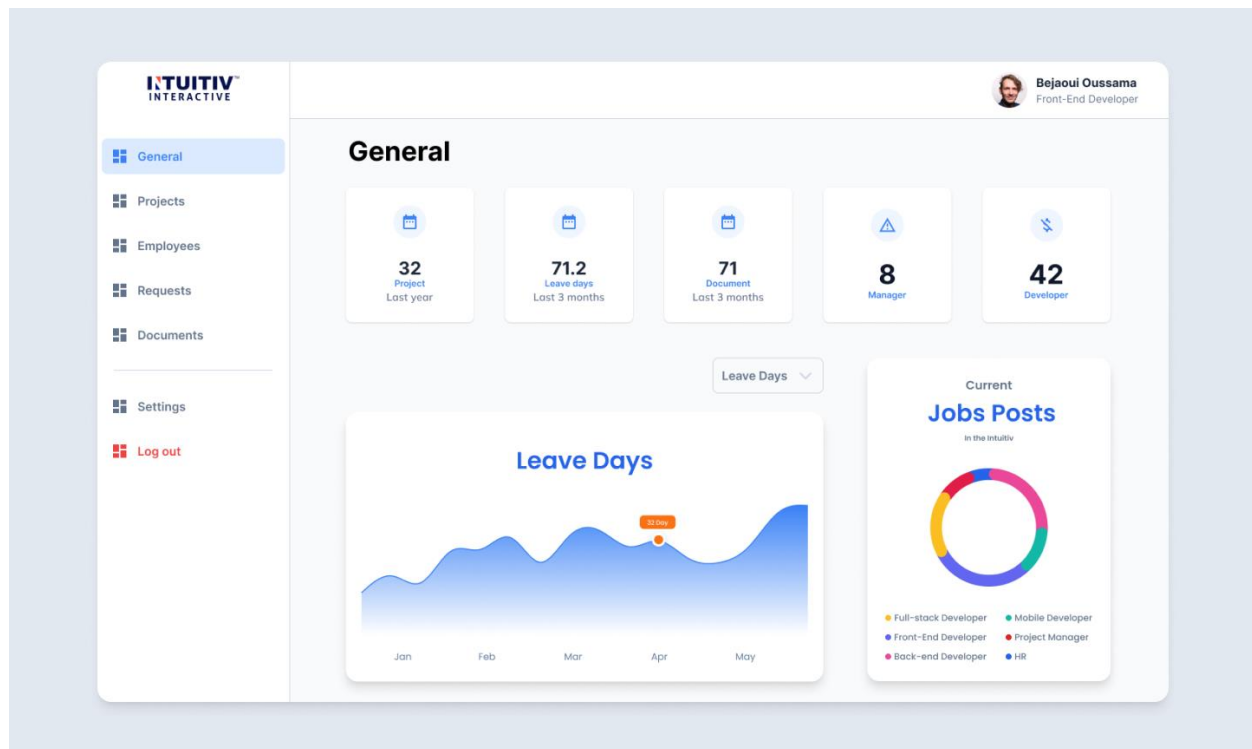 INTUITIV™
INTERACTIVE
Bejaoui Oussama
Front-End Developer
General
Projects
Employees
Requests
Documents
Settings
Log out
General
32
Project
Last year
71.2
Leave days
Last 3 months
71
Document
Last 3 months
8
Manager
42
Developer
Leave Days
Leave Days
32 Day
Jan Feb Mar Apr May
Current
Jobs Posts
In the Intuitiv
Full-stack Developer Mobile Developer
Front-End Developer Project Manager
Back-end Developer HR